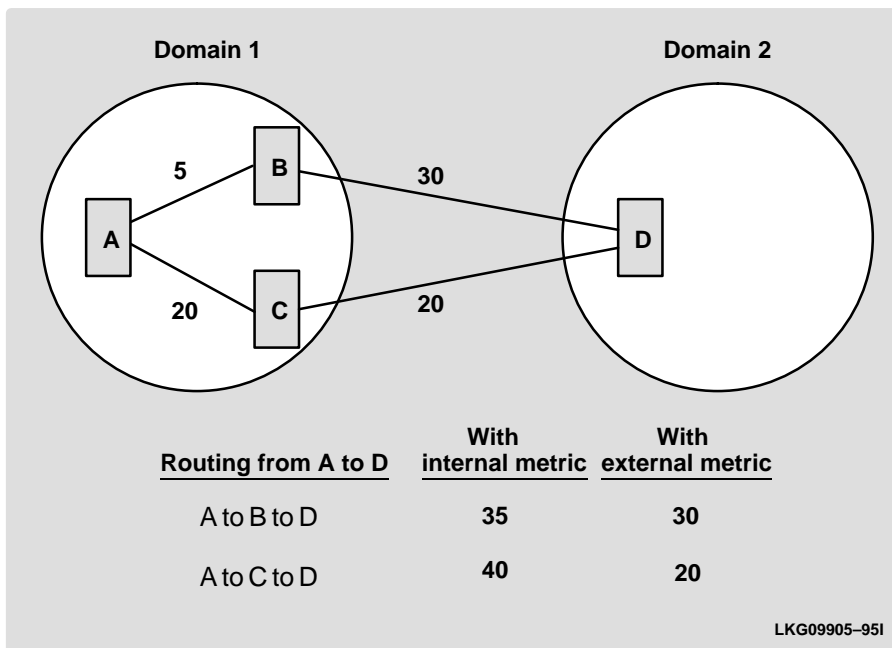 Domain 1
Domain 2
5
B
30
A
D
20
C
20
With
internal metric
With
external metric
Routing from A to D
A to B to D
35
30
A to C to D
40
20
LKG09905–95I